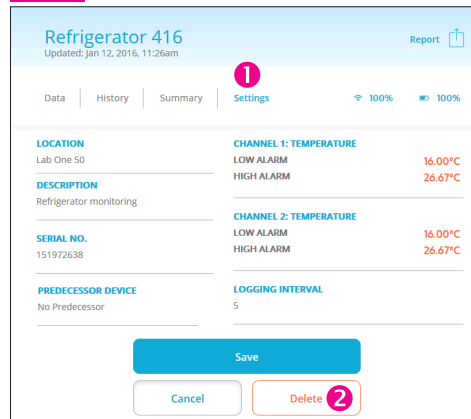 Refrigerator 416
Report
Updated: Jan 12, 2016, 11:26am
1
Data
History
Summary
Settings
100%
100%
LOCATION
Lab One 50
DESCRIPTION
Refrigerator monitoring
SERIAL NO.
151972638
PREDECESSOR DEVICE
No Predecessor
CHANNEL 1: TEMPERATURE
LOW ALARM 16.00°C
HIGH ALARM 26.67°C
CHANNEL 2: TEMPERATURE
LOW ALARM 16.00°C
HIGH ALARM 26.67°C
LOGGING INTERVAL
5
Save
Cancel
Delete 2